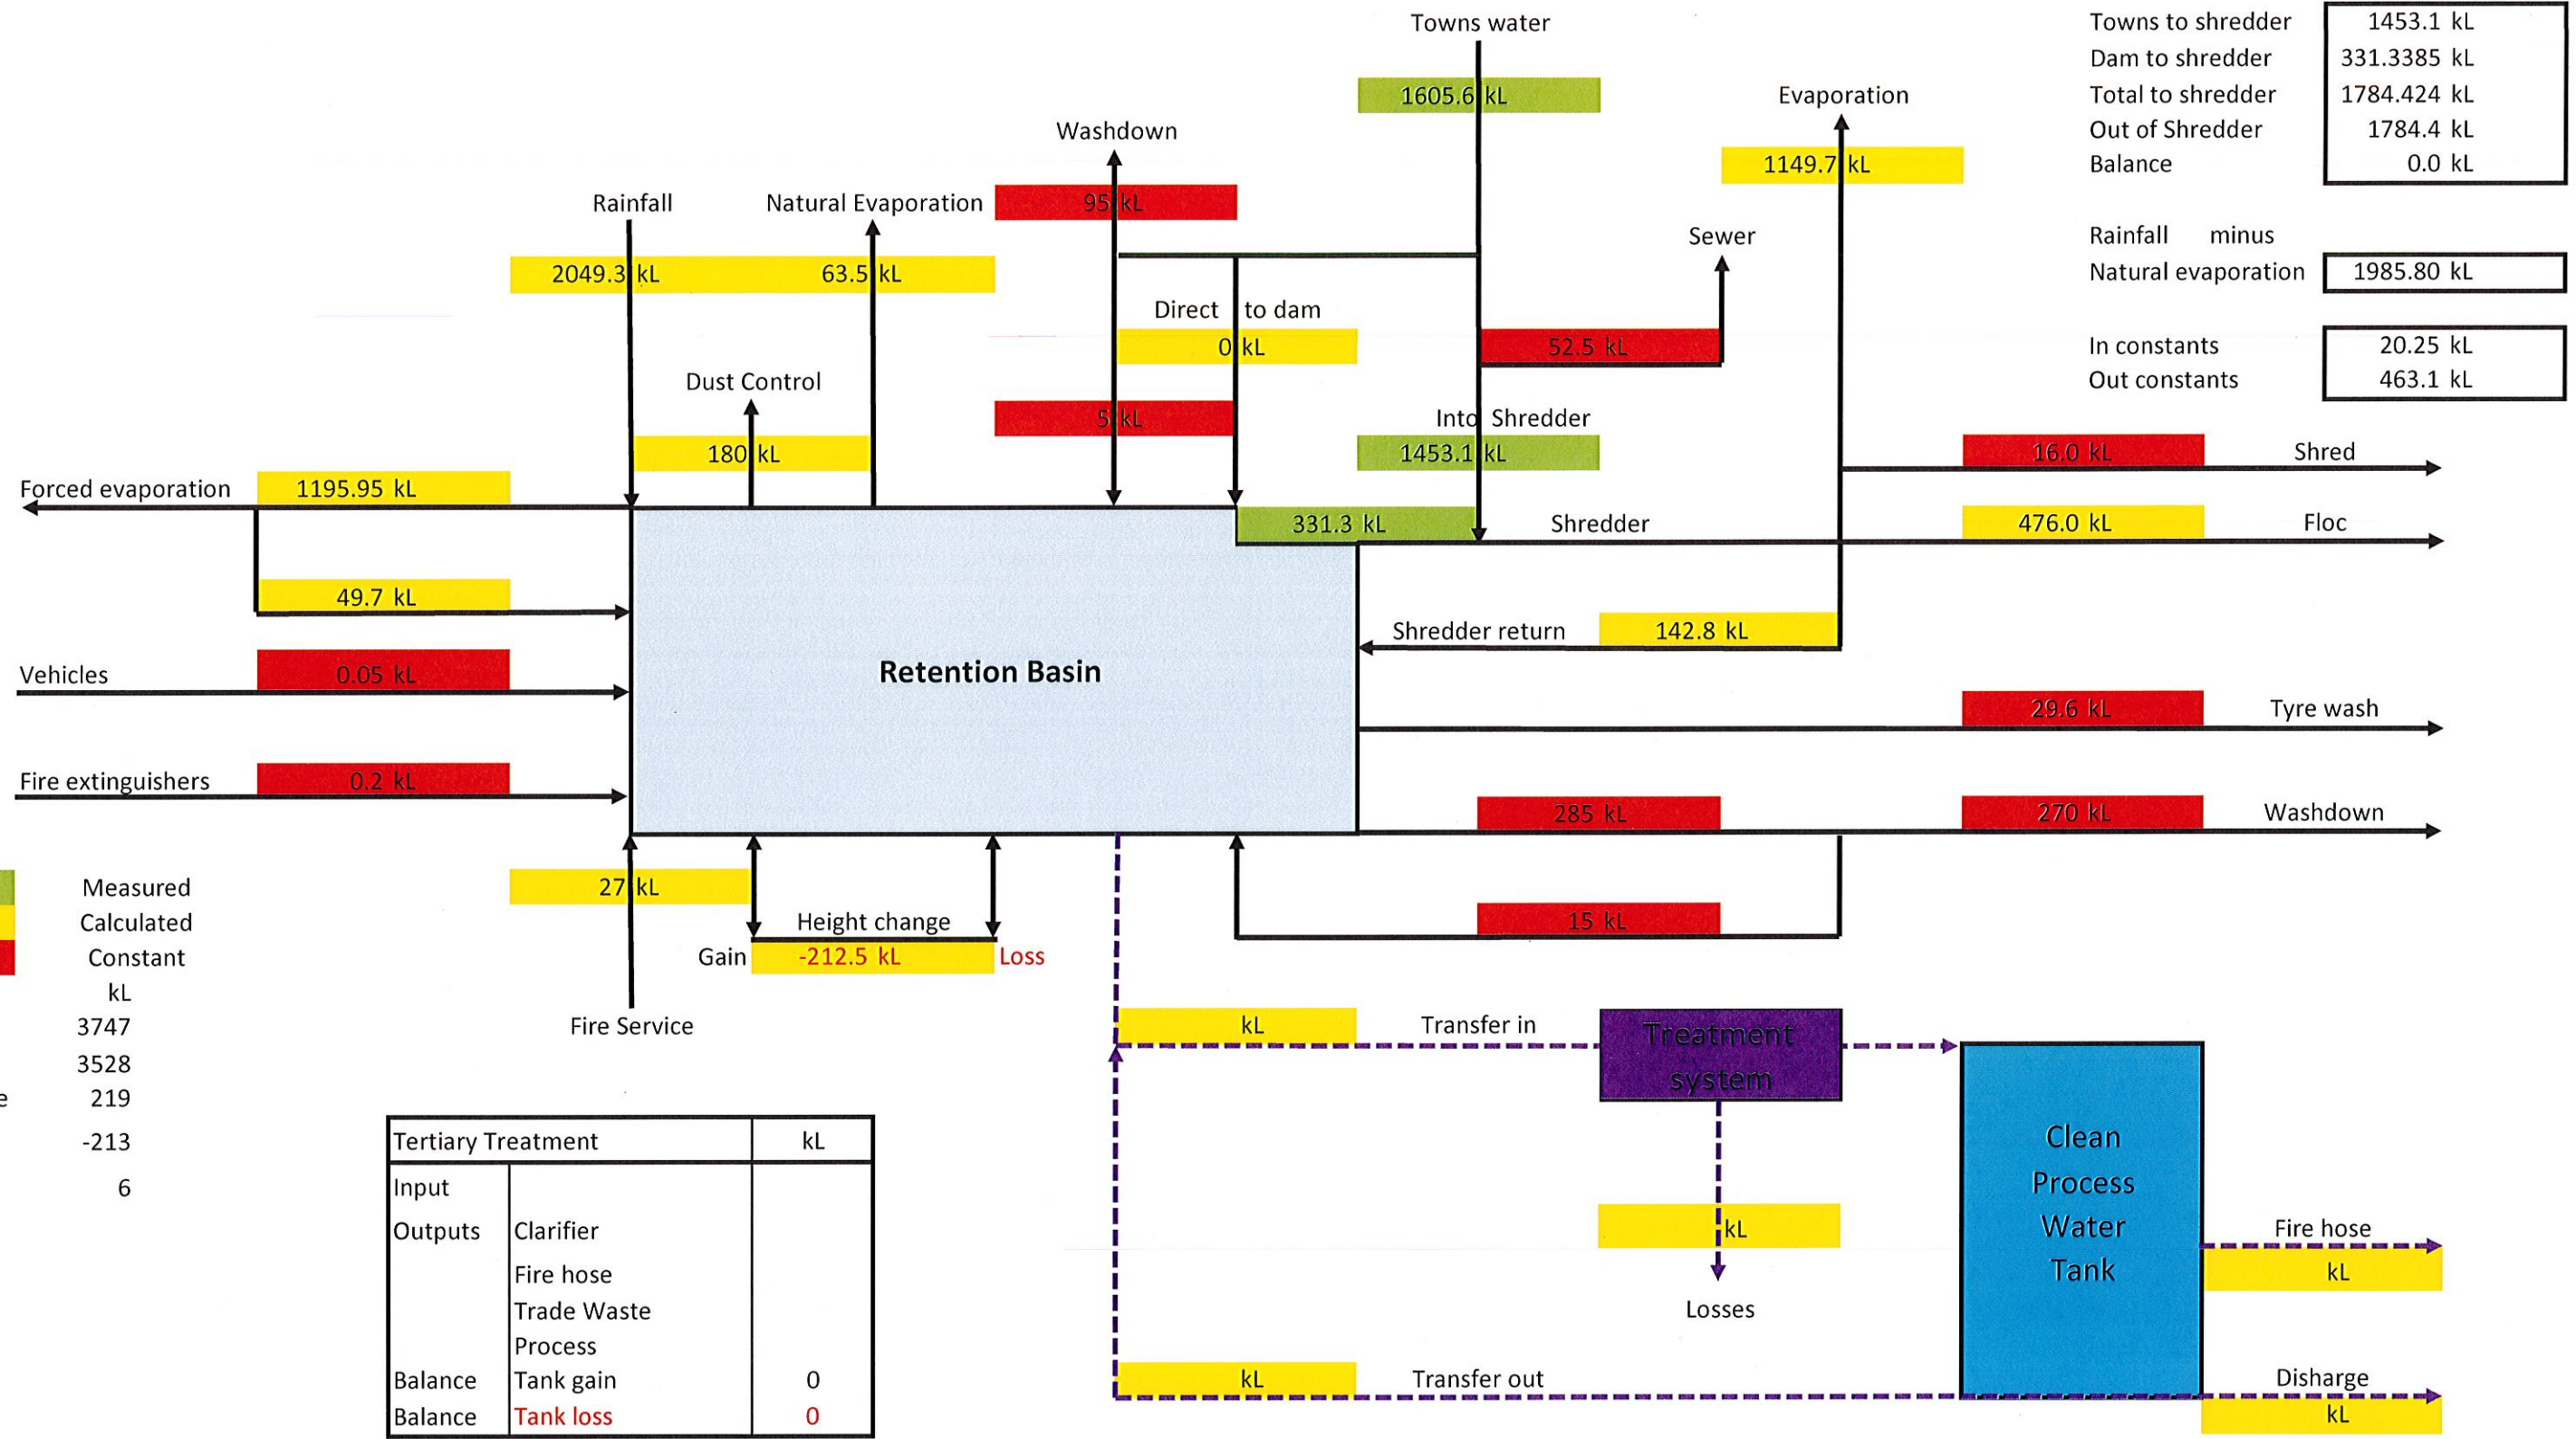 Towns water
1605.6 kL
Towns to shredder 1453.1 kL
Dam to shredder 331.3385 kL
Total to shredder 1784.424 kL
Out of Shredder 1784.4 kL
Balance 0.0 kL
Evaporation
1149.7 kL
Washdown
95 kL
Rainfall
2049.3 kL
Natural Evaporation
63.5 kL
Sewer
52.5 kL
Rainfall minus
Natural evaporation 1985.80 kL
Direct to dam
0 kL
In constants 20.25 kL
Out constants 463.1 kL
Dust Control
180 kL
5 kL
Into Shredder
1453.1 kL
16.0 kL Shred
Forced evaporation 1195.95 kL
331.3 kL Shredder
476.0 kL Floc
49.7 kL
Shredder return 142.8 kL
Vehicles 0.05 kL
Retention Basin
29.6 kL Tyre wash
Fire extinguishers 0.2 kL
285 kL 270 kL Washdown
15 kL
27 kL
Fire Service
Height change
Gain -212.5 kL Loss
Measured
Calculated
Constant
kL
3747
3528
e 219
-213
6
kL Transfer in
Treatment
system
kL
Losses
Clean
Process
Water
Tank
Fire hose
kL
kL Transfer out
Disharge
kL
Tertiary Treatment kL
Input
Outputs Clarifier
Fire hose
Trade Waste
Process
Balance Tank gain 0
Balance Tank loss 0